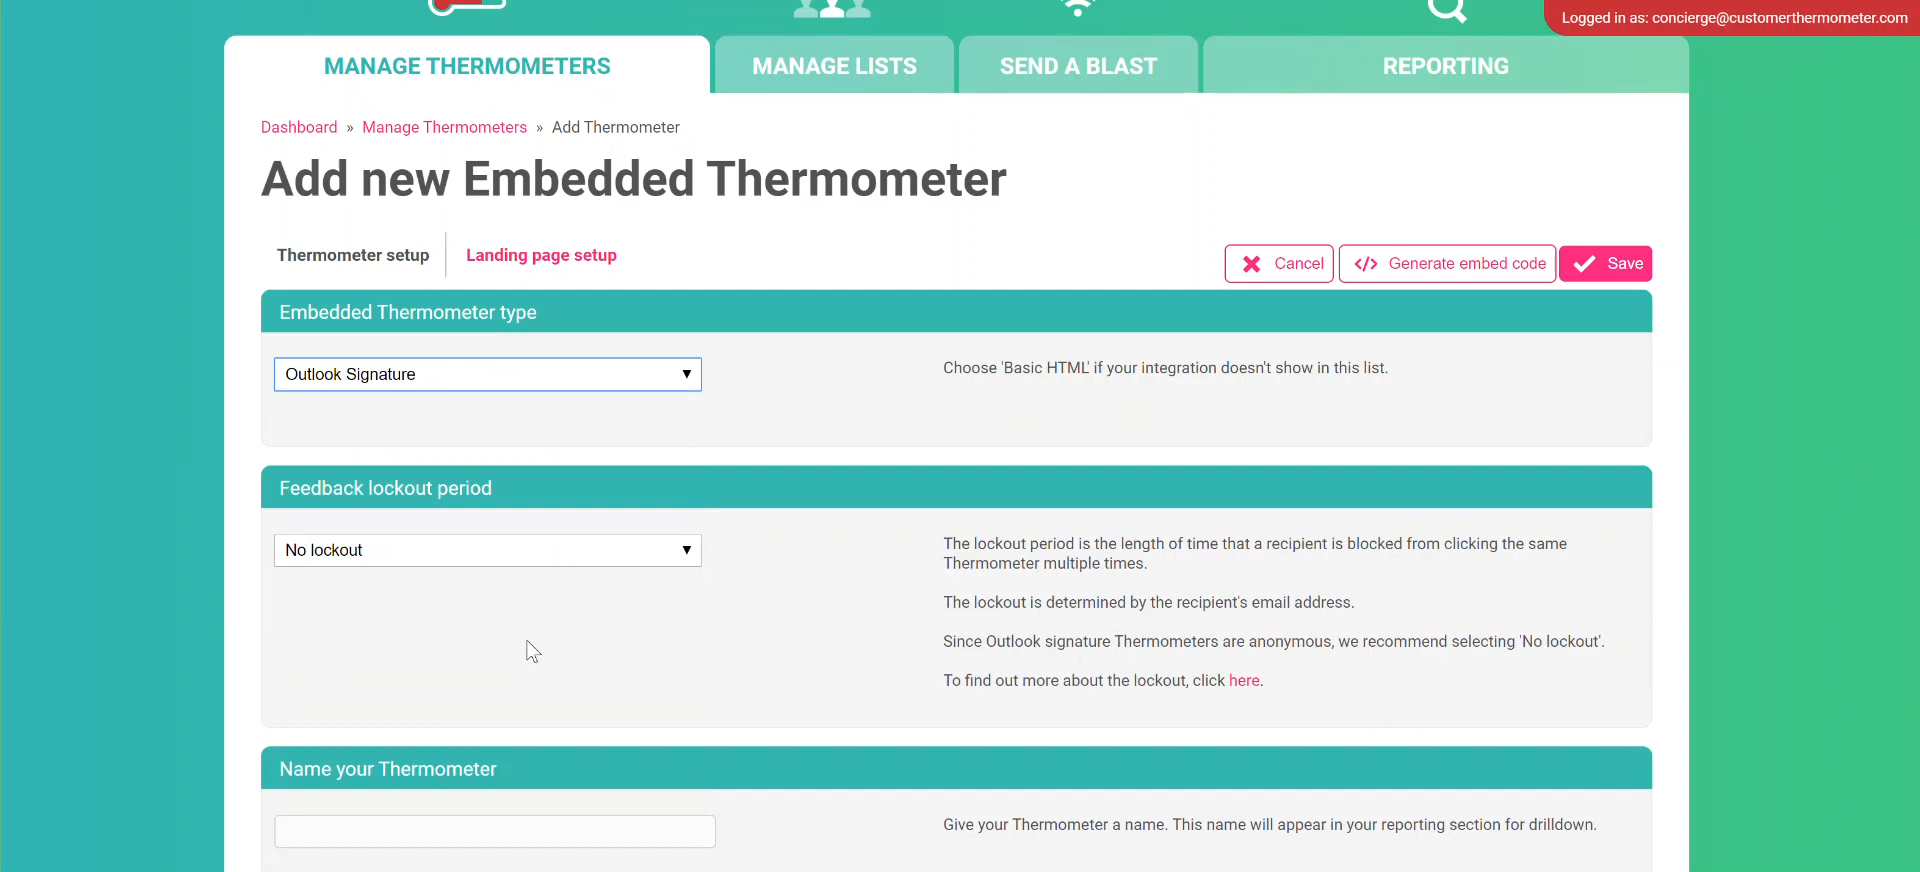 Logged in as: concierge@customerthermometer.com
MANAGE THERMOMETERS
MANAGE LISTS
SEND A BLAST
REPORTING
Dashboard » Manage Thermometers » Add Thermometer
Add new Embedded Thermometer
Thermometer setup
Landing page setup
Cancel
</> Generate embed code
Save
Embedded Thermometer type
Outlook Signature
Choose 'Basic HTML' if your integration doesn't show in this list.
Feedback lockout period
No lockout
The lockout period is the length of time that a recipient is blocked from clicking the same
Thermometer multiple times.
The lockout is determined by the recipient's email address.
Since Outlook signature Thermometers are anonymous, we recommend selecting 'No lockout'.
To find out more about the lockout, click here.
Name your Thermometer
Give your Thermometer a name. This name will appear in your reporting section for drilldown.